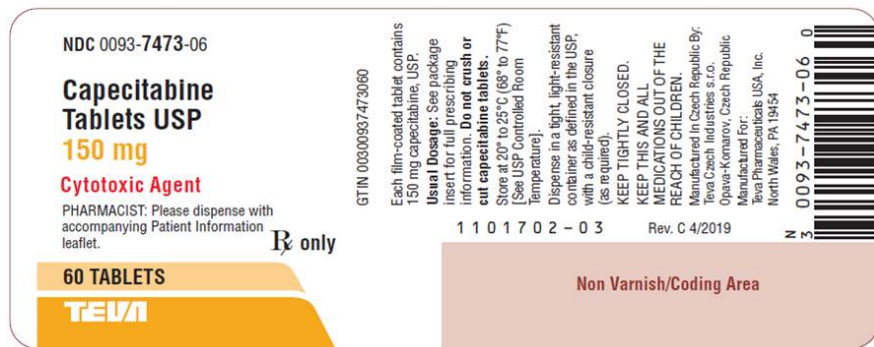 NDC 0093-7473-06
Capecitabine
Tablets USP
150 mg
Cytotoxic Agent
PHARMACIST: Please dispense with
accompanying Patient Information
leaflet.
Rx only
60 TABLETS
TEVA
GTIN 00300937473060
Each film-coated tablet contains
150 mg capecitabine, USP.
Usual Dosage: See package
insert for full prescribing
information. Do not crush or
cut capecitabine tablets.
Store at 20° to 25°C (68° to 77°F)
[See USP Controlled Room
Temperature].
Dispense in a tight, light-resistant
container as defined in the USP,
with a child-resistant closure
(as required).
KEEP TIGHTLY CLOSED.
KEEP THIS AND ALL
MEDICATIONS OUT OF THE
REACH OF CHILDREN.
Manufactured In Czech Republic By:
Teva Czech Industries s.r.o.
Opava-Komarov, Czech Republic
Manufactured For:
Teva Pharmaceuticals USA, Inc.
North Wales, PA 19454
1101702-03
Rev. C 4/2019
N
3 0093-7473-06 0
Non Varnish/Coding Area